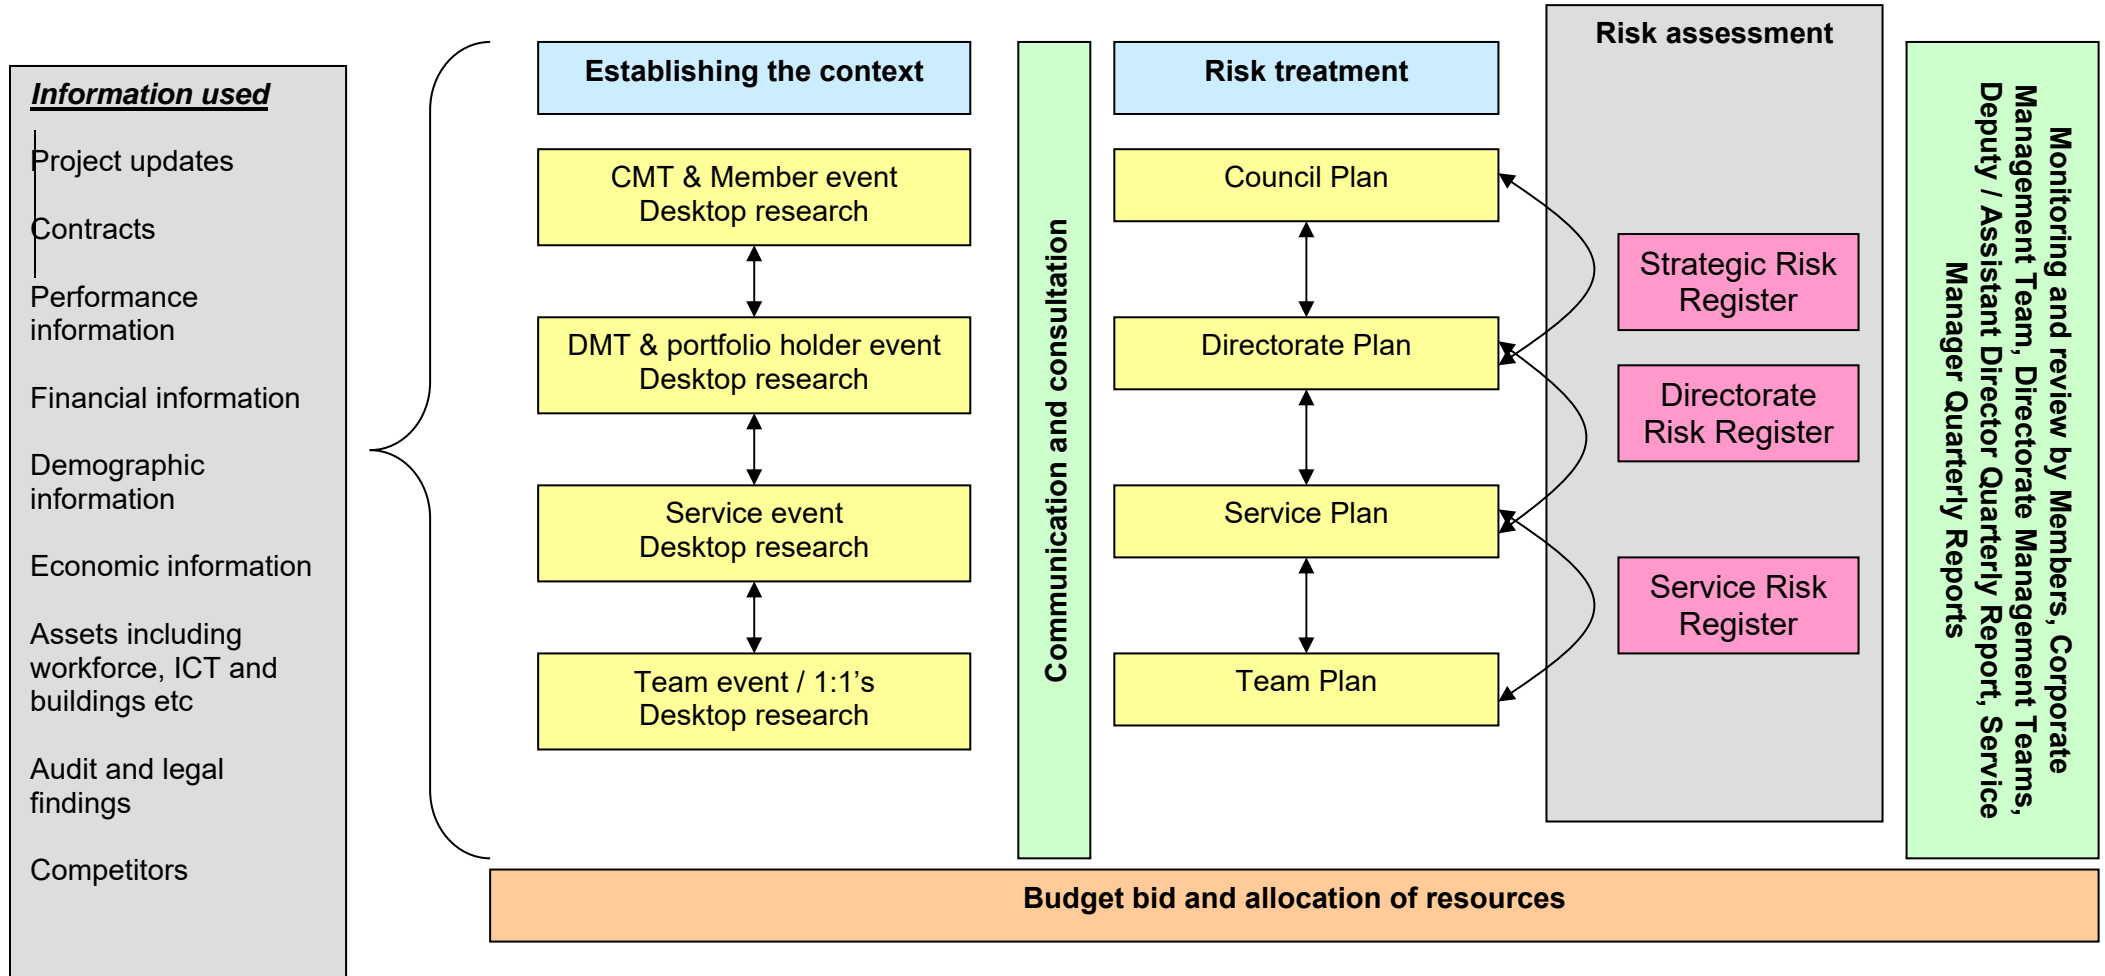 Information used
Project updates
Contracts
Performance
information
Financial information
Demographic
information
Economic information
Assets including
workforce, ICT and
buildings etc
Audit and legal
findings
Competitors
Establishing the context
CMT & Member event
Desktop research
DMT & portfolio holder event
Desktop research
Service event
Desktop research
Team event / 1:1’s
Desktop research
Communication and consultation
Risk treatment
Council Plan
Directorate Plan
Service Plan
Team Plan
Risk assessment
Strategic Risk
Register
Directorate
Risk Register
Service Risk
Register
Monitoring and review by Members, Corporate
Management Team, Directorate Management Teams,
Deputy / Assistant Director Quarterly Report, Service
Manager Quarterly Reports
Budget bid and allocation of resources